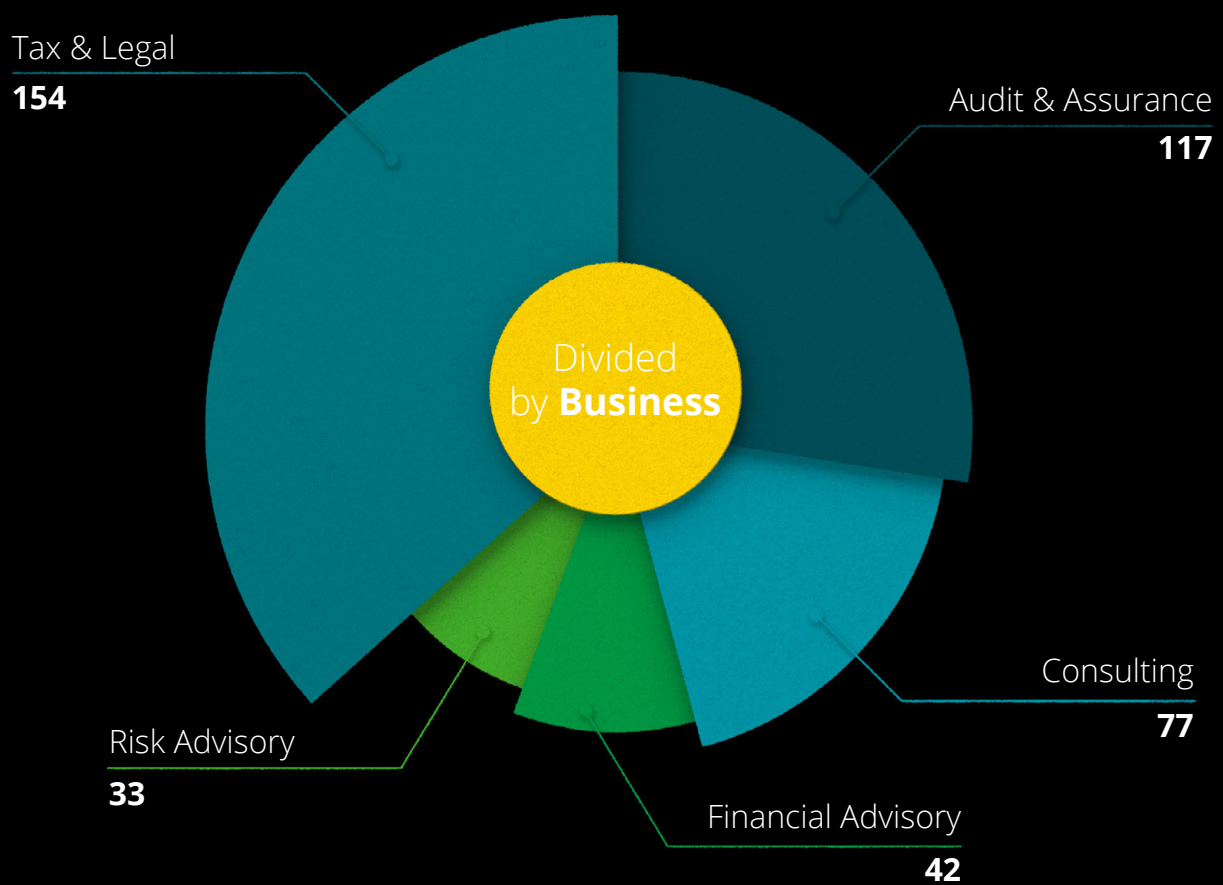 Tax & Legal
154
Audit & Assurance
117
Divided
by Business
Consulting
77
Risk Advisory
33
Financial Advisory
42